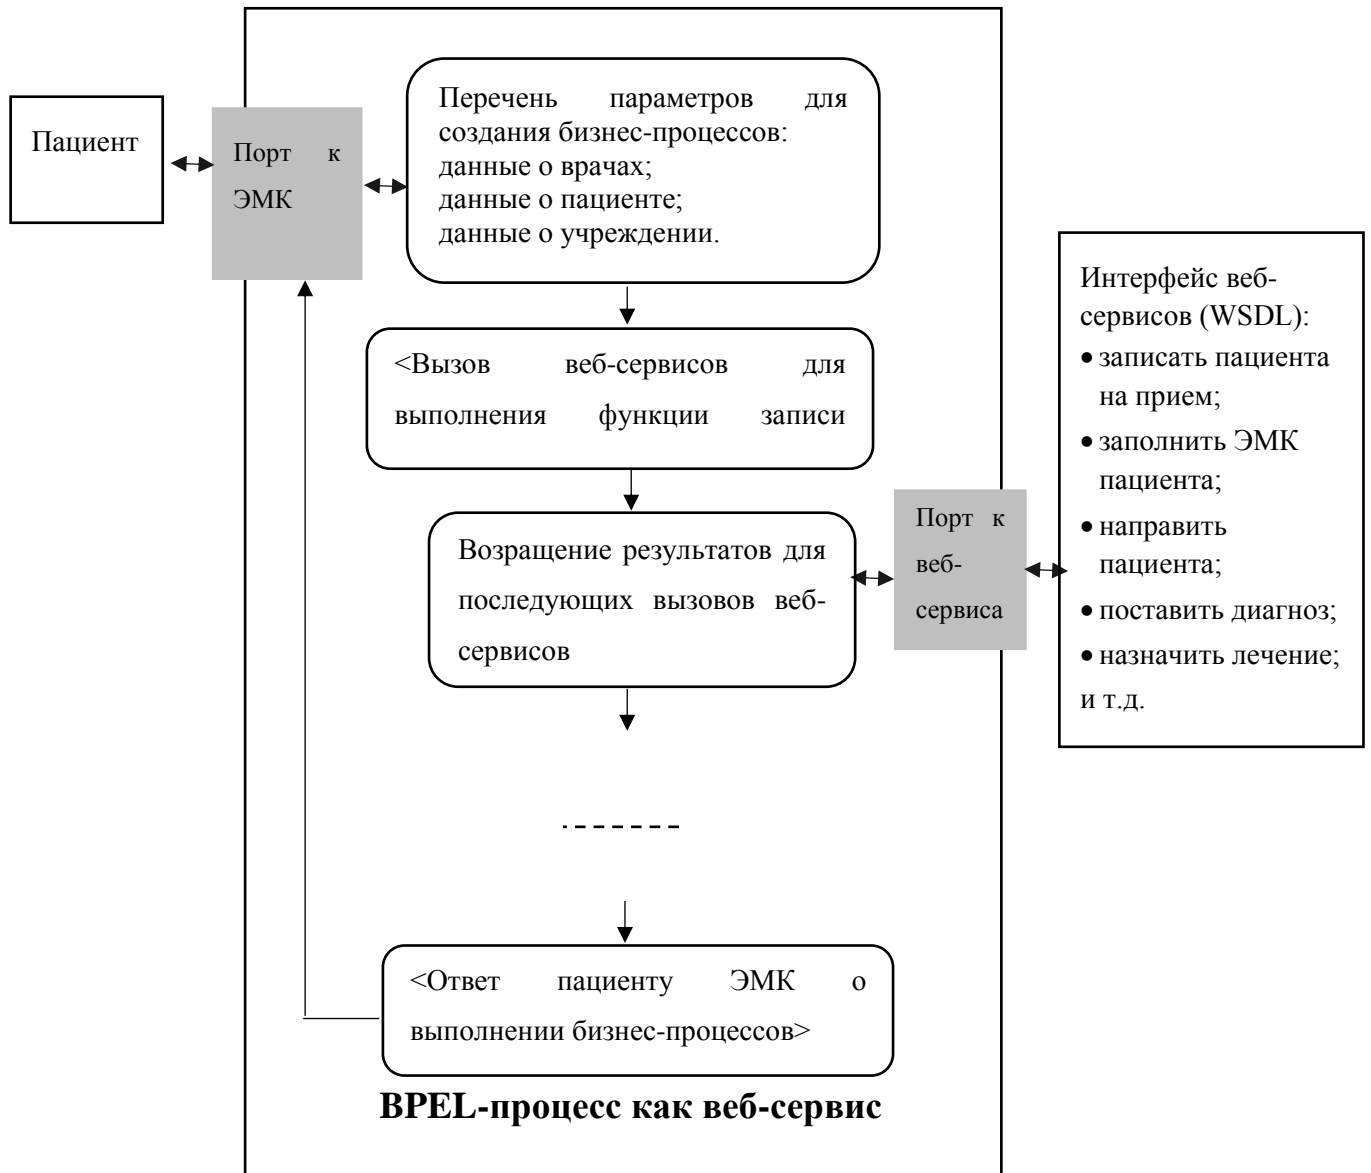 Пациент
Порт к
ЭМК
Перечень параметров для
создания бизнес-процессов:
данные о врачах;
данные о пациенте;
данные о учреждении.
<Вызов веб-сервисов для
выполнения функции записи
Возращение результатов для
последующих вызовов веб-
сервисов
Порт к
веб-
сервиса
Интерфейс веб-
сервисов (WSDL):
• записать пациента
на прием;
• заполнить ЭМК
пациента;
• направить
пациента;
• поставить диагноз;
• назначить лечение;
и т.д.
<Ответ пациенту ЭМК о
выполнении бизнес-процессов>
BPEL-процесс как веб-сервис